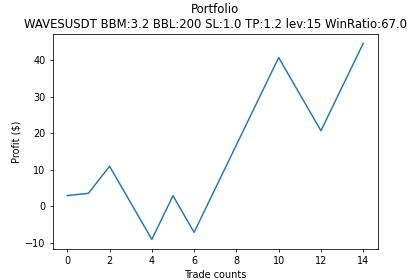 Portfolio
WAVESUSDT BBM:3.2 BBL:200 SL:1.0 TP:1.2 lev:15 WinRatio:67.0
40
30
20
10
0
−10
Profit ($)
0 2 4 6 8 10 12 14
Trade counts